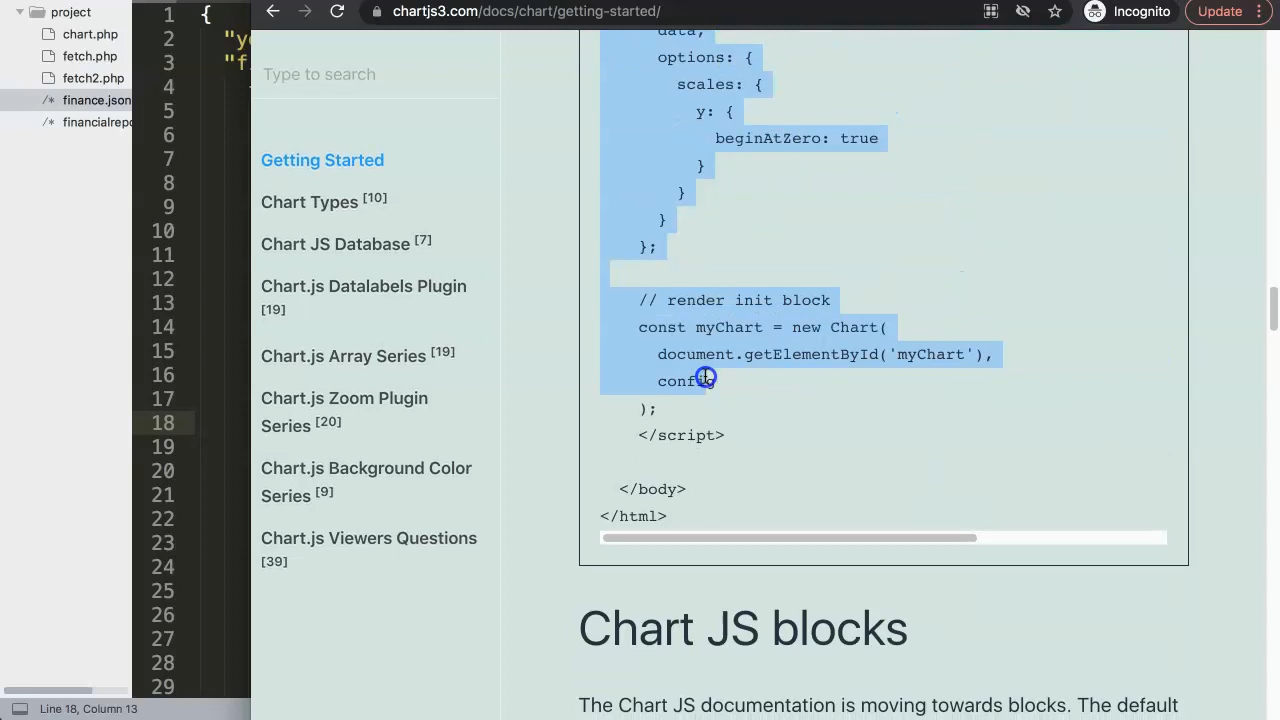 project
chart.php
fetch.php
fetch2.php
finance.json
financialrepo
Line 18, Column 13
1
2
3
4
5
6
7
8
9
10
11
12
13
14
15
16
17
18
19
20
21
22
23
24
25
26
27
28
29
{
"ye
"f
chartjs3.com/docs/chart/getting-started/
Incognito
Update
Type to search
Getting Started
Chart Types [10]
Chart JS Database [7]
Chart.js Datalabels Plugin
[19]
Chart.js Array Series [19]
Chart.js Zoom Plugin
Series [20]
Chart.js Background Color
Series [9]
Chart.js Viewers Questions
[39]
data,
options: {
scales: {
y: {
beginAtZero: true
}
}
}
};
// render init block
const myChart = new Chart(
document.getElementById('myChart'),
config
);
</script>
</body>
</html>
Chart JS blocks
The Chart JS documentation is moving towards blocks. The default